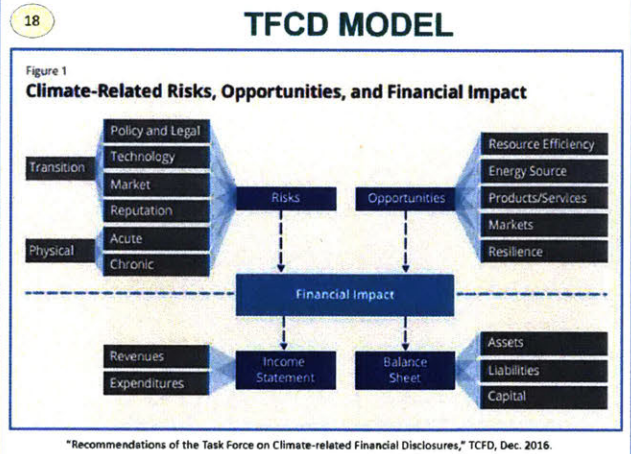 18
TFCD MODEL
Figure 1
Climate-Related Risks, Opportunities, and Financial Impact
Transition
Policy and Legal
Technology
Market
Reputation
Physical
Acute
Chronic
Risks
Opportunities
Resource Efficiency
Energy Source
Products/Services
Markets
Resilience
Financial Impact
Revenues
Expenditures
Income
Statement
Balance
Sheet
Assets
Liabilities
Capital
"Recommendations of the Task Force on Climate-related Financial Disclosures," TCFD, Dec. 2016.